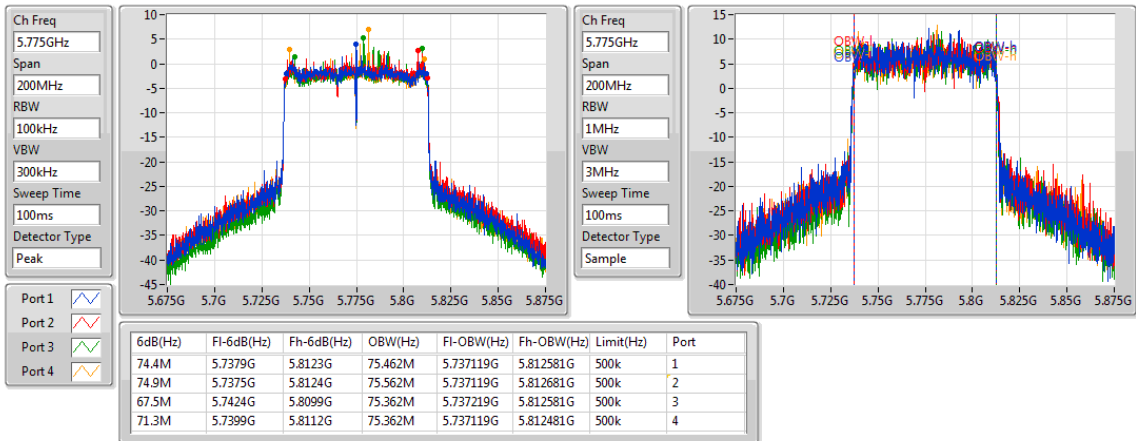 Ch Freq
5.775GHz
Span
200MHz
RBW
100kHz
VBW
300kHz
Sweep Time
100ms
Detector Type
Peak
10
5
0
-5
-10
-15
-20
-25
-30
-35
-40
-45
5.675G 5.7G 5.725G 5.75G 5.775G 5.8G 5.825G 5.85G 5.875G
Ch Freq
5.775GHz
Span
200MHz
RBW
1MHz
VBW
3MHz
Sweep Time
100ms
Detector Type
Sample
15
10
5
0
-5
-10
-15
-20
-25
-30
-35
-40
OBW-l OBW-h
5.675G 5.7G 5.725G 5.75G 5.775G 5.8G 5.825G 5.85G 5.875G
Port 1
Port 2
Port 3
Port 4
6dB(Hz) Fl-6dB(Hz) Fh-6dB(Hz) OBW(Hz) Fl-OBW(Hz) Fh-OBW(Hz) Limit(Hz) Port
74.4M 5.7379G 5.8123G 75.462M 5.737119G 5.812581G 500k 1
74.9M 5.7375G 5.8124G 75.562M 5.737119G 5.812681G 500k 2
67.5M 5.7424G 5.8099G 75.362M 5.737219G 5.812581G 500k 3
71.3M 5.7399G 5.8112G 75.362M 5.737119G 5.812481G 500k 4